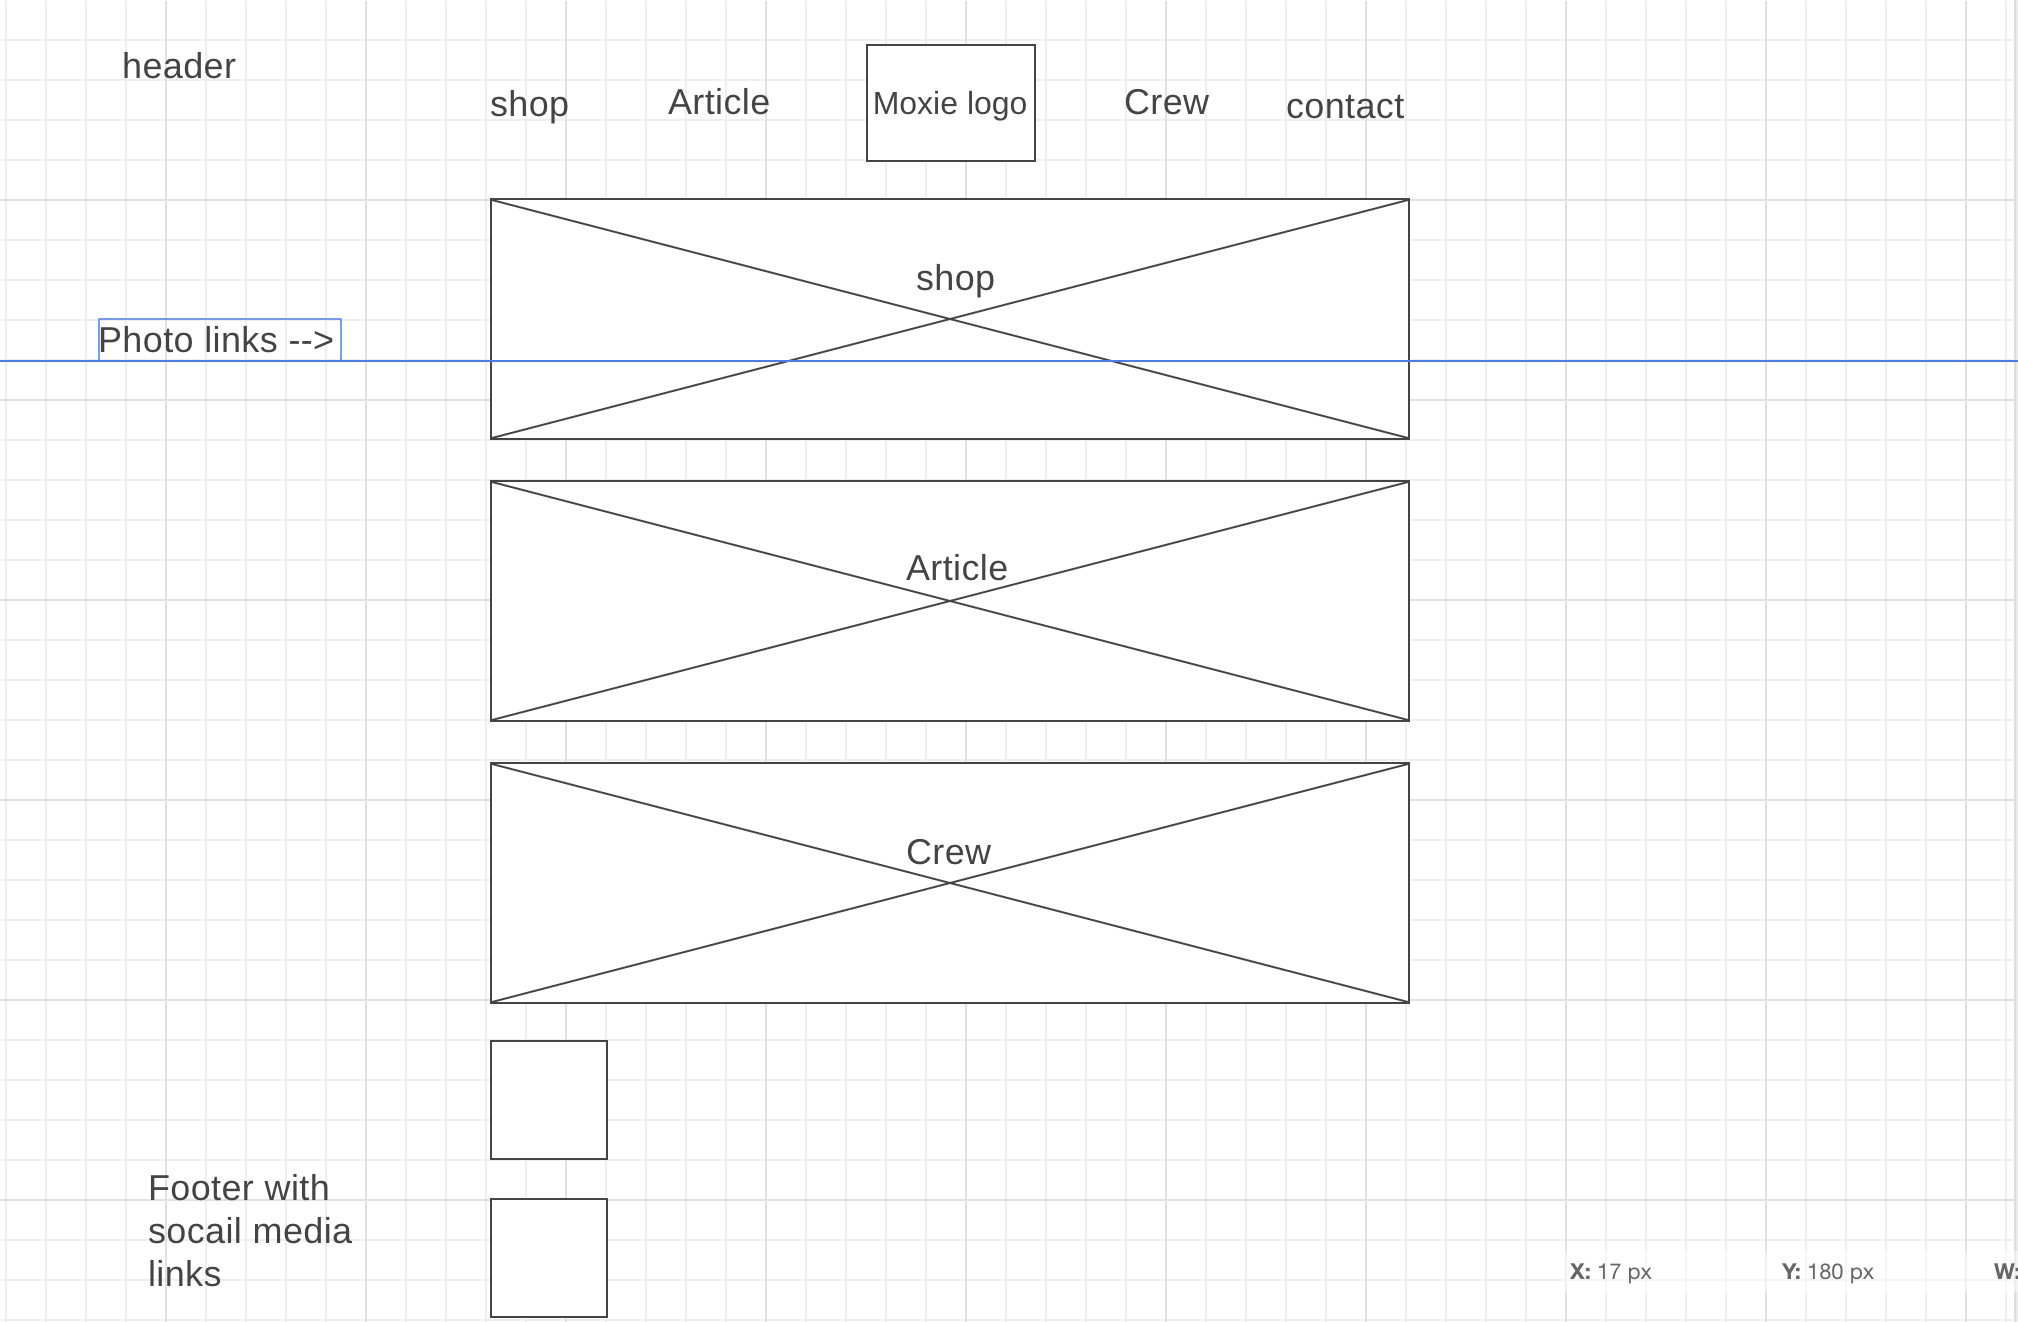 header
shop Article Moxie logo Crew contact
shop
Photo links -->
Article
Crew
Footer with
socail media
links
X: 17 px Y: 180 px W: